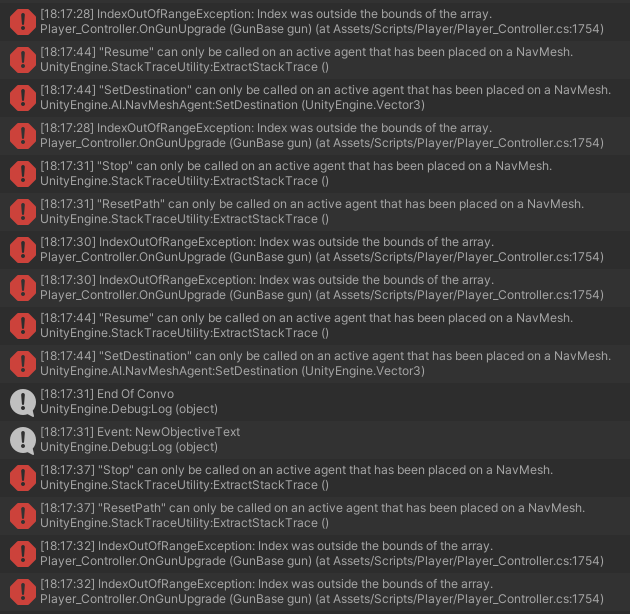 [18:17:28] IndexOutOfRangeException: Index was outside the bounds of the array.
Player_Controller.OnGunUpgrade (GunBase gun) (at Assets/Scripts/Player/Player_Controller.cs:1754)
[18:17:44] "Resume" can only be called on an active agent that has been placed on a NavMesh.
UnityEngine.StackTraceUtility:ExtractStackTrace ()
[18:17:44] "SetDestination" can only be called on an active agent that has been placed on a NavMesh.
UnityEngine.AI.NavMeshAgent:SetDestination (UnityEngine.Vector3)
[18:17:28] IndexOutOfRangeException: Index was outside the bounds of the array.
Player_Controller.OnGunUpgrade (GunBase gun) (at Assets/Scripts/Player/Player_Controller.cs:1754)
[18:17:31] "Stop" can only be called on an active agent that has been placed on a NavMesh.
UnityEngine.StackTraceUtility:ExtractStackTrace ()
[18:17:31] "ResetPath" can only be called on an active agent that has been placed on a NavMesh.
UnityEngine.StackTraceUtility:ExtractStackTrace ()
[18:17:30] IndexOutOfRangeException: Index was outside the bounds of the array.
Player_Controller.OnGunUpgrade (GunBase gun) (at Assets/Scripts/Player/Player_Controller.cs:1754)
[18:17:30] IndexOutOfRangeException: Index was outside the bounds of the array.
Player_Controller.OnGunUpgrade (GunBase gun) (at Assets/Scripts/Player/Player_Controller.cs:1754)
[18:17:44] "Resume" can only be called on an active agent that has been placed on a NavMesh.
UnityEngine.StackTraceUtility:ExtractStackTrace ()
[18:17:44] "SetDestination" can only be called on an active agent that has been placed on a NavMesh.
UnityEngine.AI.NavMeshAgent:SetDestination (UnityEngine.Vector3)
[18:17:31] End Of Convo
UnityEngine.Debug:Log (object)
[18:17:31] Event: NewObjectiveText
UnityEngine.Debug:Log (object)
[18:17:37] "Stop" can only be called on an active agent that has been placed on a NavMesh.
UnityEngine.StackTraceUtility:ExtractStackTrace ()
[18:17:37] "ResetPath" can only be called on an active agent that has been placed on a NavMesh.
UnityEngine.StackTraceUtility:ExtractStackTrace ()
[18:17:32] IndexOutOfRangeException: Index was outside the bounds of the array.
Player_Controller.OnGunUpgrade (GunBase gun) (at Assets/Scripts/Player/Player_Controller.cs:1754)
[18:17:32] IndexOutOfRangeException: Index was outside the bounds of the array.
Player_Controller.OnGunUpgrade (GunBase gun) (at Assets/Scripts/Player/Player_Controller.cs:1754)